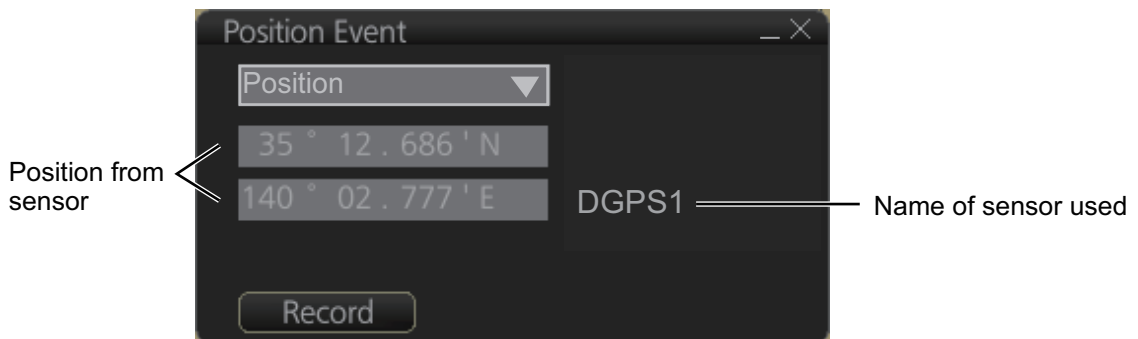 Position Event
Position
35 ° 12 . 686 ' N
140 ° 02 . 777 ' E
Position from
sensor
DGPS1
Name of sensor used
Record